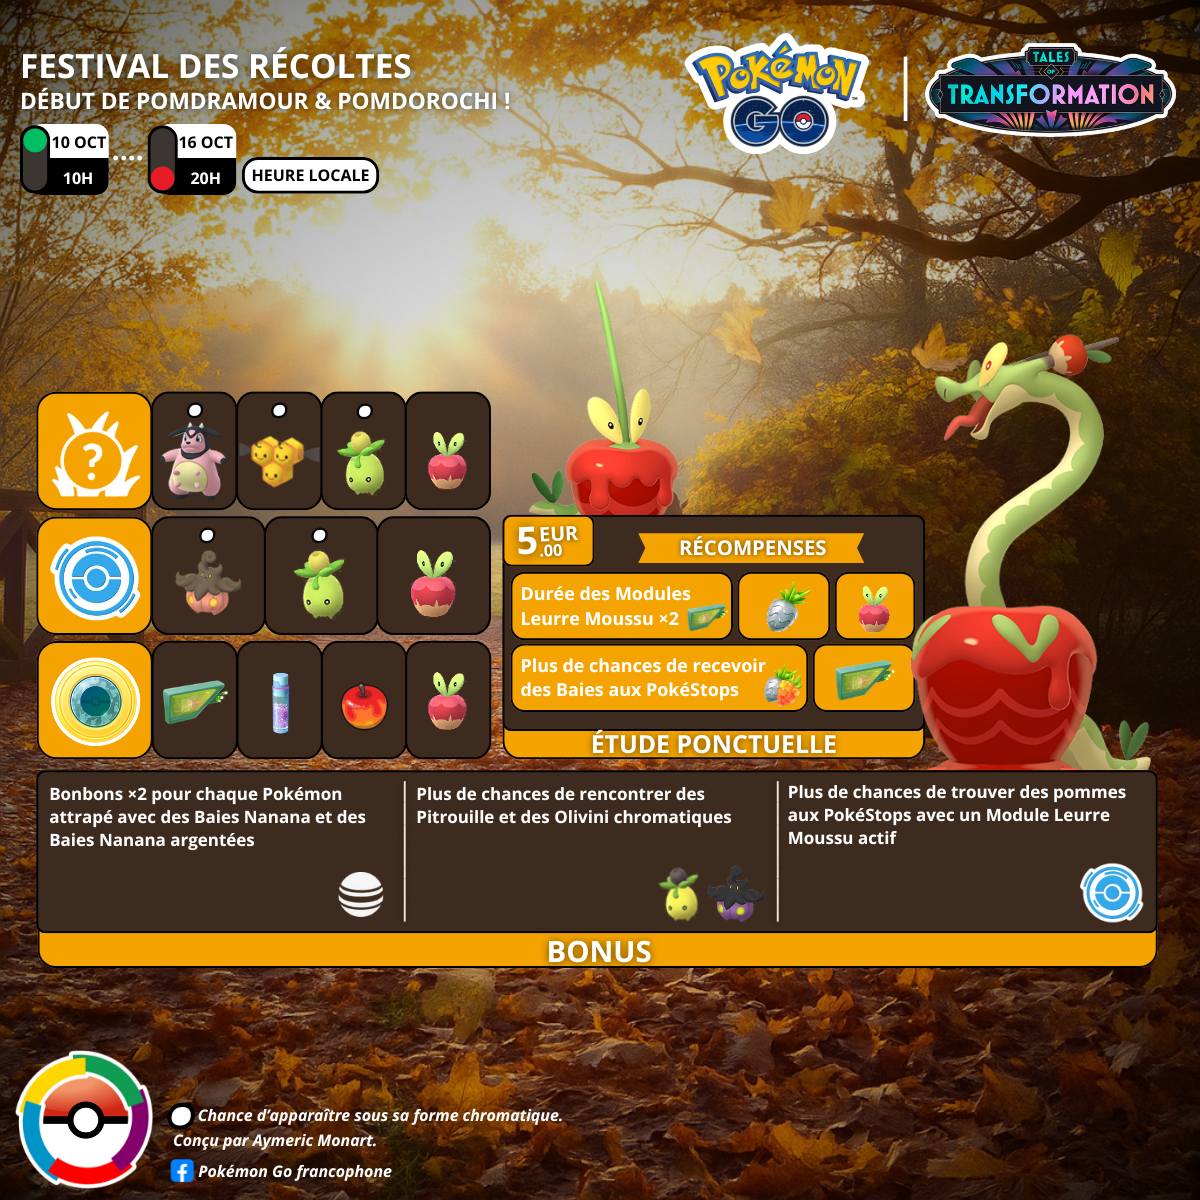 FESTIVAL DES RÉCOLTES
DÉBUT DE POMDRAMOUR & POMDOROCHI !
10 OCT
10H
16 OCT
20H
HEURE LOCALE
POKéMON
GO
TALES
OF
TRANSFORMATION
?
5 EUR
.00
RÉCOMPENSES
Durée des Modules
Leurre Moussu ×2
Plus de chances de recevoir
des Baies aux PokéStops
ÉTUDE PONCTUELLE
Bonbons ×2 pour chaque Pokémon
attrapé avec des Baies Nanana et des
Baies Nanana argentées
Plus de chances de rencontrer des
Pitrouille et des Olivini chromatiques
Plus de chances de trouver des pommes
aux PokéStops avec un Module Leurre
Moussu actif
BONUS
Chance d'apparaître sous sa forme chromatique.
Conçu par Aymeric Monart.
Pokémon Go francophone